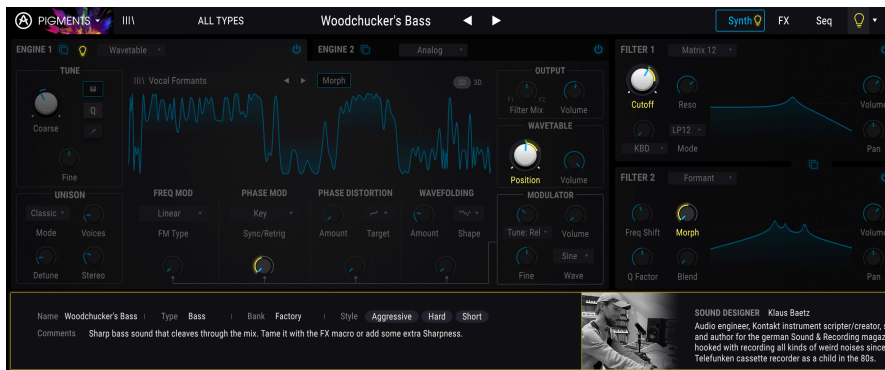 PIGMENTS
ALL TYPES
Woodchucker's Bass
Synth FX Seq
ENGINE 1 Wavetable
ENGINE 2 Analog
FILTER 1 Matrix 12
TUNE
Coarse
Q
Fine
Vocal Formants
Morph
2D 3D
OUTPUT
F1 F2
Filter Mix Volume
WAVETABLE
Position Volume
Cutoff Reso Volume
LP12
KBD Mode Pan
FILTER 2 Formant
Freq Shift Morph Volume
Q Factor Blend Pan
UNISON
Classic
Mode Voices
Detune Stereo
FREQ MOD
Linear
FM Type
PHASE MOD
Key
Sync/Retrig
PHASE DISTORTION
Amount Target
WAVEFOLDING
Amount Shape
MODULATOR
Tune: Rel Volume
Sine
Fine Wave
Name Woodchucker's Bass Type Bass Bank Factory Style Aggressive Hard Short
Comments Sharp bass sound that cleaves through the mix. Tame it with the FX macro or add some extra Sharpness.
SOUND DESIGNER Klaus Baetz
Audio engineer, Kontakt instrument scripter/creator, s
and author for the german Sound & Recording magaz
hooked with recording all kinds of weird noises since
Telefunken cassette recorder as a child in the 80s.